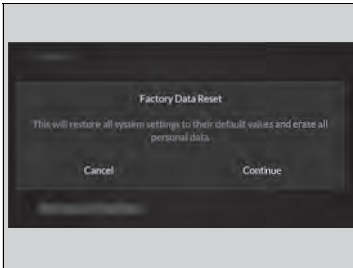 Factory Data Reset
This will restore all system settings to their default values and erase all
personal data.
Cancel
Continue